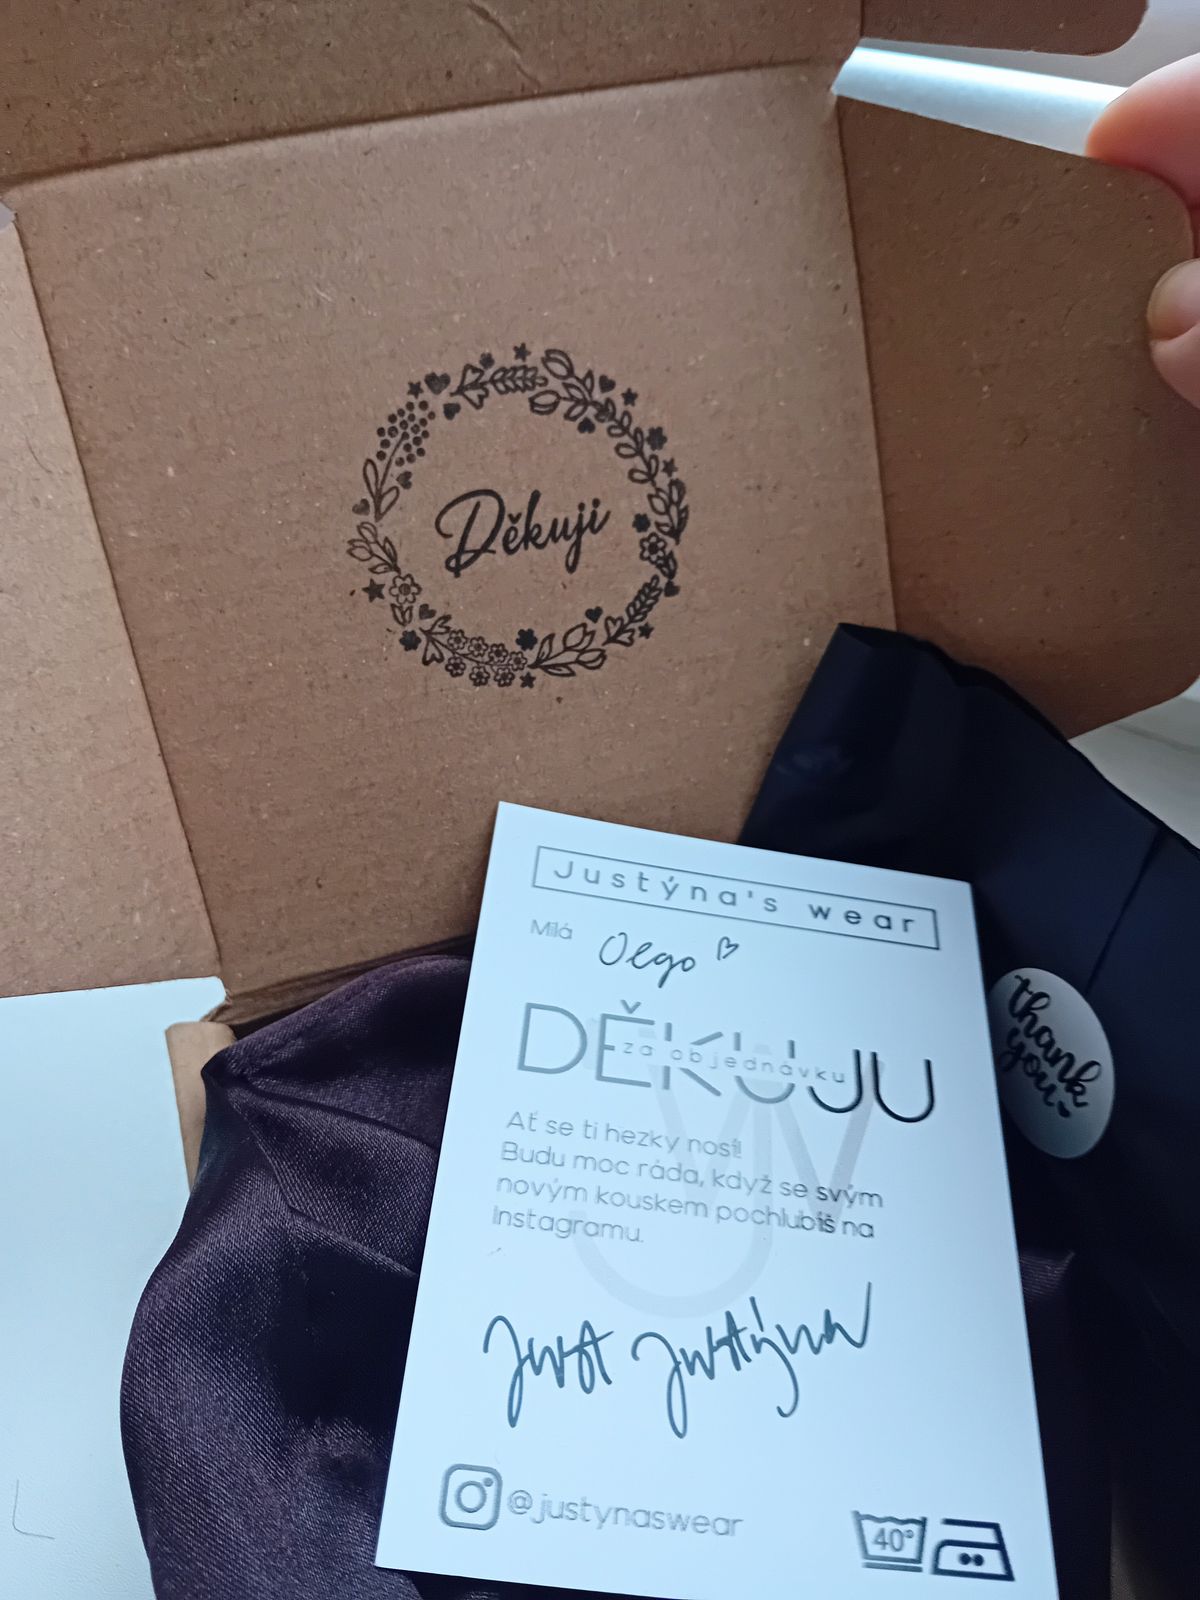 Děkuji
Justýna's wear
Milá Olgo
DĚKUJU
za objednávku
Ať se ti hezky nosí!
Budu moc ráda, když se svým
novým kouskem pochlubíš na
Instagramu.
Just Justýna
@justynaswear
40°
thank
you